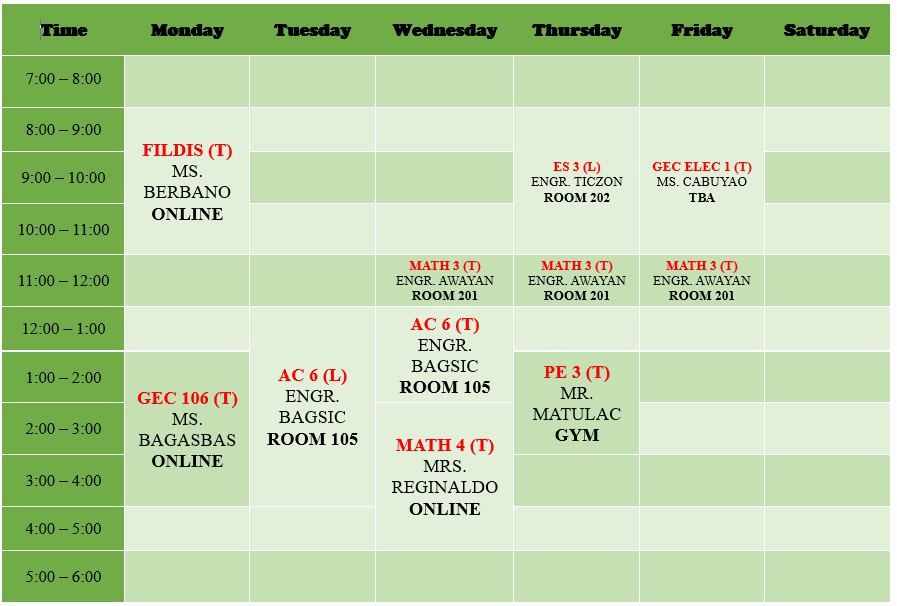 Time Monday Tuesday Wednesday Thursday Friday Saturday
7:00 – 8:00
8:00 – 9:00
FILDIS (T)
MS.
BERBANO
ONLINE
9:00 – 10:00
ES 3 (L)
ENGR. TICZON
ROOM 202
GEC ELEC 1 (T)
MS. CABUYAO
TBA
10:00 – 11:00
11:00 – 12:00
MATH 3 (T)
ENGR. AWAYAN
ROOM 201
MATH 3 (T)
ENGR. AWAYAN
ROOM 201
MATH 3 (T)
ENGR. AWAYAN
ROOM 201
12:00 – 1:00
AC 6 (T)
ENGR.
BAGSIC
ROOM 105
1:00 – 2:00
GEC 106 (T)
MS.
BAGASBAS
ONLINE
AC 6 (L)
ENGR.
BAGSIC
ROOM 105
PE 3 (T)
MR.
MATULAC
GYM
2:00 – 3:00
MATH 4 (T)
MRS.
REGINALDO
ONLINE
3:00 – 4:00
4:00 – 5:00
5:00 – 6:00